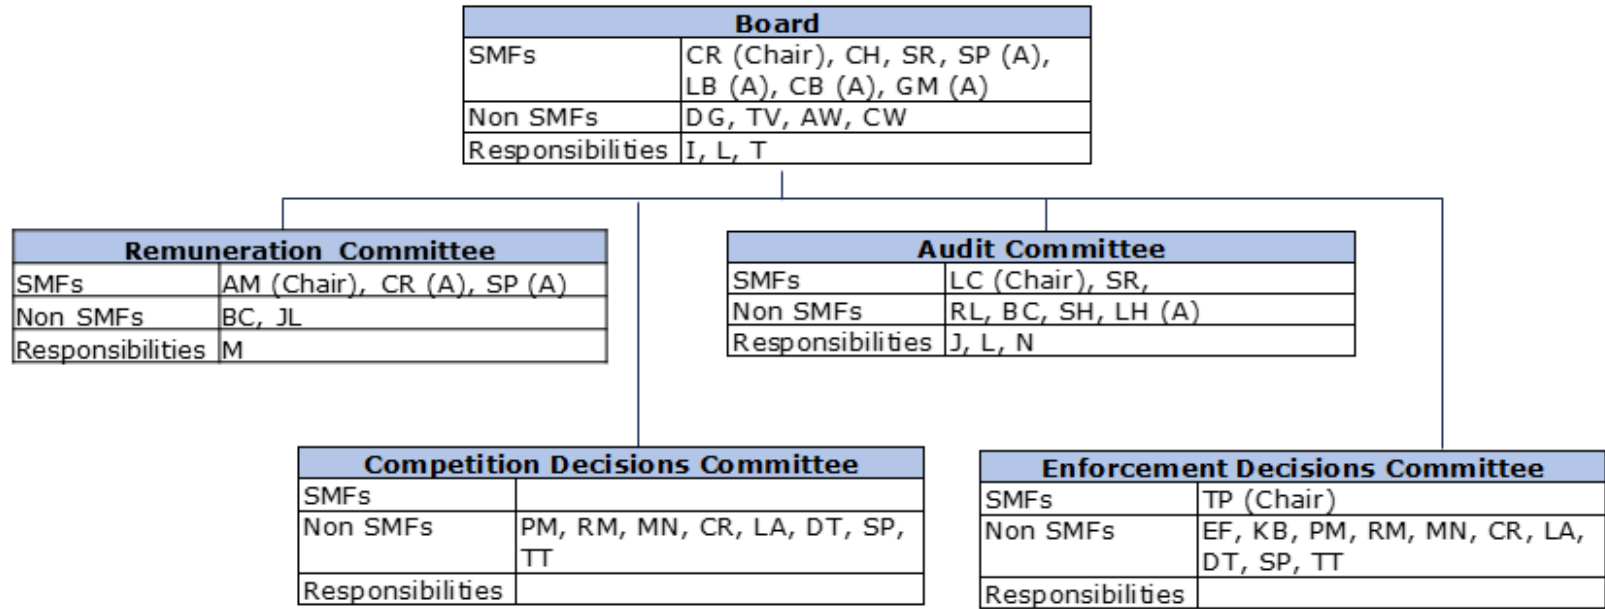 Board
SMFs CR (Chair), CH, SR, SP (A),
LB (A), CB (A), GM (A)
Non SMFs DG, TV, AW, CW
Responsibilities I, L, T
Remuneration Committee
SMFs AM (Chair), CR (A), SP (A)
Non SMFs BC, JL
Responsibilities M
Audit Committee
SMFs LC (Chair), SR,
Non SMFs RL, BC, SH, LH (A)
Responsibilities J, L, N
Competition Decisions Committee
SMFs
Non SMFs PM, RM, MN, CR, LA, DT, SP,
TT
Responsibilities
Enforcement Decisions Committee
SMFs TP (Chair)
Non SMFs EF, KB, PM, RM, MN, CR, LA,
DT, SP, TT
Responsibilities